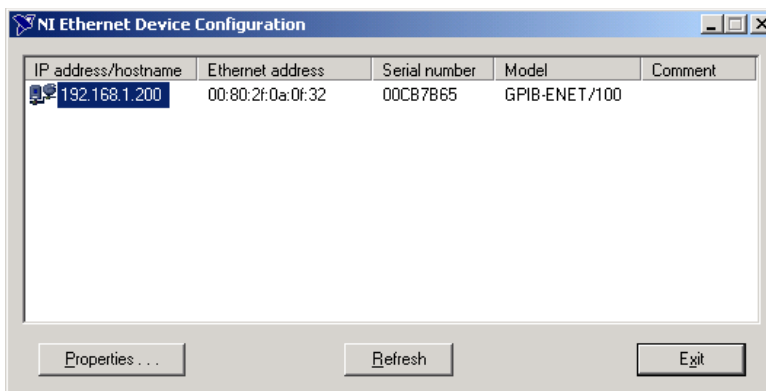 NI Ethernet Device Configuration
IP address/hostname Ethernet address Serial number Model Comment
192.168.1.200 00:80:2f:0a:0f:32 00CB7B65 GPIB-ENET/100
Properties . . . Refresh Exit